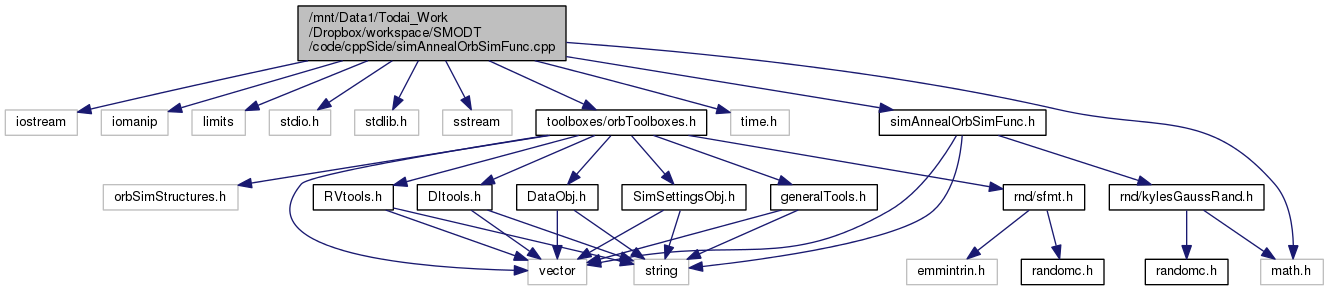 /mnt/Data1/Todai_Work
/Dropbox/workspace/SMODT
/code/cppSide/simAnnealOrbSimFunc.cpp
iostream
iomanip
limits
stdio.h
stdlib.h
sstream
toolboxes/orbToolboxes.h
time.h
simAnnealOrbSimFunc.h
orbSimStructures.h
RVtools.h
DItools.h
DataObj.h
SimSettingsObj.h
generalTools.h
rnd/sfmt.h
rnd/kylesGaussRand.h
vector
string
emmintrin.h
randomc.h
randomc.h
math.h